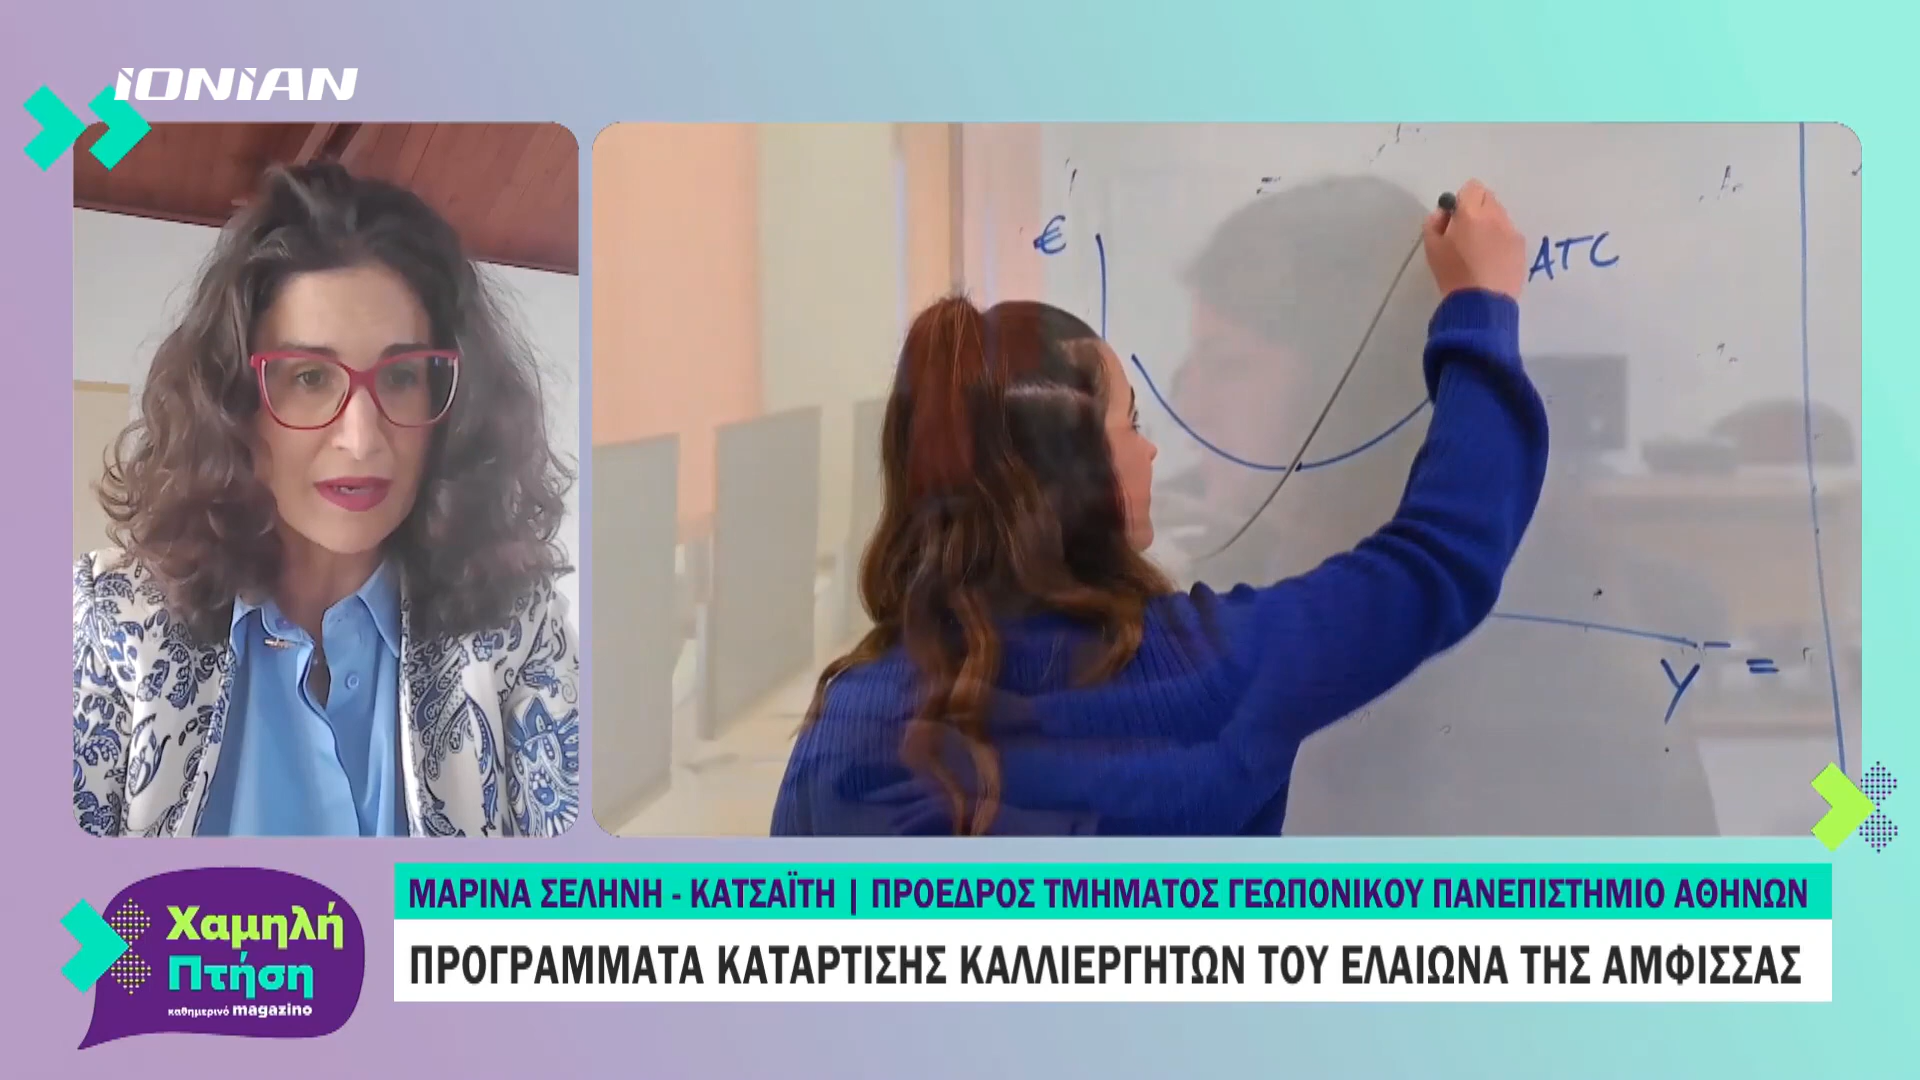 IONIAN
€
ATC
Y =
ΜΑΡΙΝΑ ΣΕΛΗΝΗ - ΚΑΤΣΑΪΤΗ | ΠΡΟΕΔΡΟΣ ΤΜΗΜΑΤΟΣ ΓΕΩΠΟΝΙΚΟΥ ΠΑΝΕΠΙΣΤΗΜΙΟ ΑΘΗΝΩΝ
ΠΡΟΓΡΑΜΜΑΤΑ ΚΑΤΑΡΤΙΣΗΣ ΚΑΛΛΙΕΡΓΗΤΩΝ ΤΟΥ ΕΛΑΙΩΝΑ ΤΗΣ ΑΜΦΙΣΣΑΣ
Χαμηλή
Πτήση
καθημερινό magazino